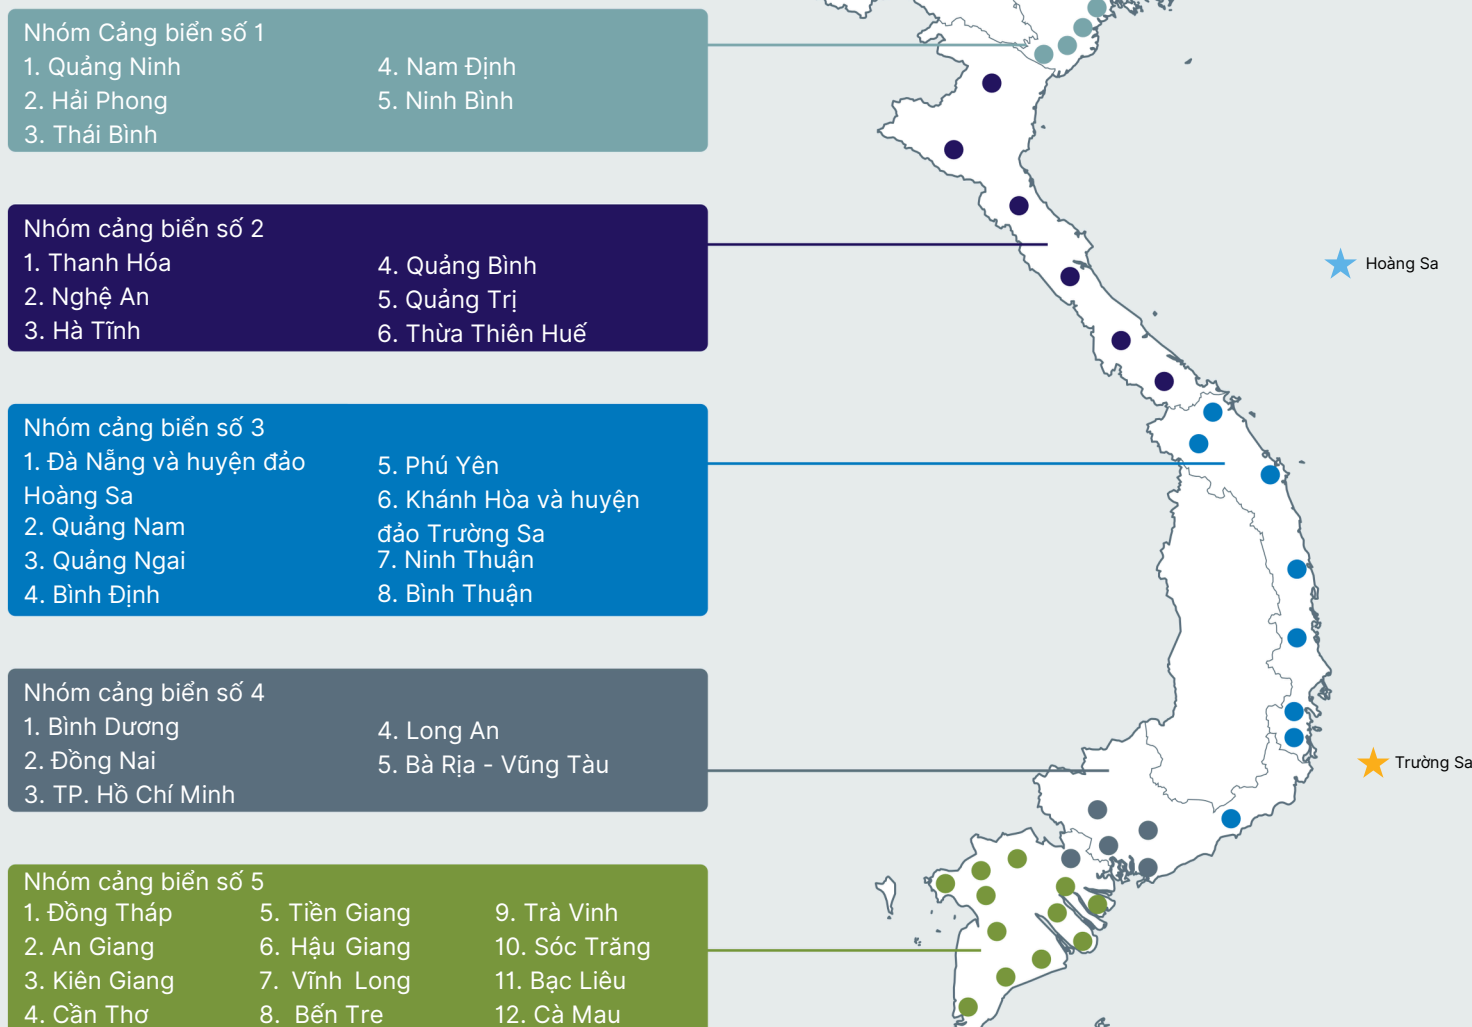 Nhóm Cảng biển số 1
1. Quảng Ninh
2. Hải Phong
3. Thái Bình
4. Nam Định
5. Ninh Bình
Nhóm cảng biển số 2
1. Thanh Hóa
2. Nghệ An
3. Hà Tĩnh
4. Quảng Bình
5. Quảng Trị
6. Thừa Thiên Huế
Hoàng Sa
Nhóm cảng biển số 3
1. Đà Nẵng và huyện đảo
Hoàng Sa
2. Quảng Nam
3. Quảng Ngai
4. Bình Định
5. Phú Yên
6. Khánh Hòa và huyện
đảo Trường Sa
7. Ninh Thuận
8. Bình Thuận
Nhóm cảng biển số 4
1. Bình Dương
2. Đồng Nai
3. TP. Hồ Chí Minh
4. Long An
5. Bà Rịa - Vũng Tàu
Trường Sa
Nhóm cảng biển số 5
1. Đồng Tháp
2. An Giang
3. Kiên Giang
4. Cần Thơ
5. Tiền Giang
6. Hậu Giang
7. Vĩnh Long
8. Bến Tre
9. Trà Vinh
10. Sóc Trăng
11. Bạc Liêu
12. Cà Mau